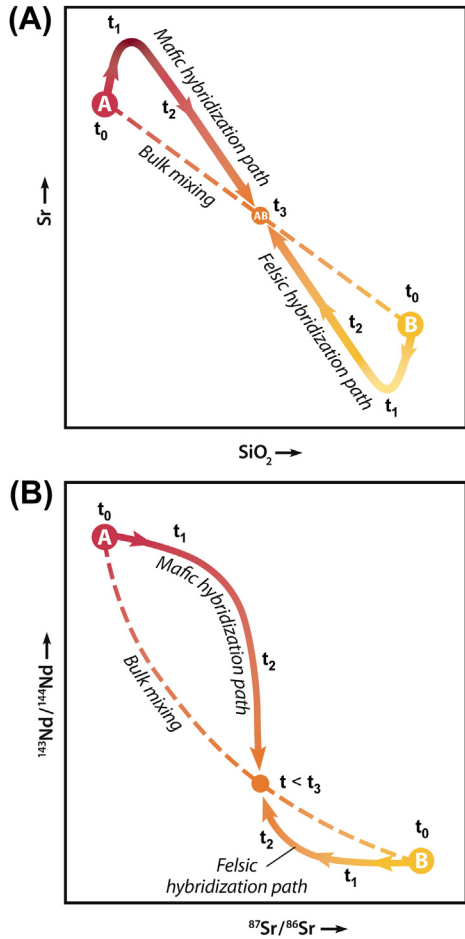 (A)
t₁
Mafic hybridization path
A
t₀
t₂
Bulk mixing
Sr
AB
t₃
Felsic hybridization path
t₀
t₂
B
t₁
SiO₂
(B)
t₀
A
t₁
Mafic hybridization path
Bulk mixing
t₂
¹⁴³Nd/¹⁴⁴Nd
t < t₃
t₂
t₀
B
t₁
Felsic
hybridization path
⁸⁷Sr/⁸⁶Sr